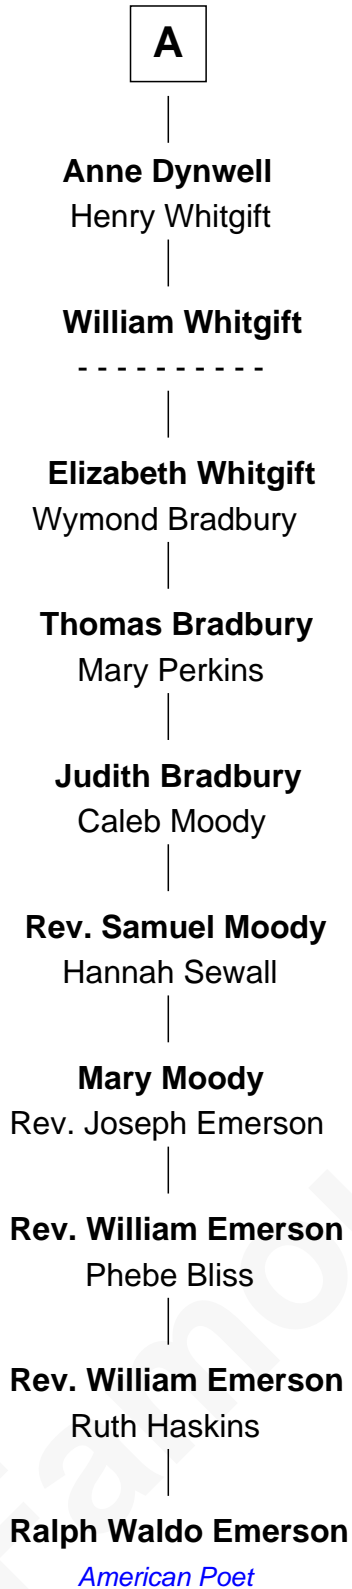 A
Anne Dynwell
Henry Whitgift
William Whitgift
- - - - - - - - - -
Elizabeth Whitgift
Wymond Bradbury
Thomas Bradbury
Mary Perkins
Judith Bradbury
Caleb Moody
Rev. Samuel Moody
Hannah Sewall
Mary Moody
Rev. Joseph Emerson
Rev. William Emerson
Phebe Bliss
Rev. William Emerson
Ruth Haskins
Ralph Waldo Emerson
American Poet